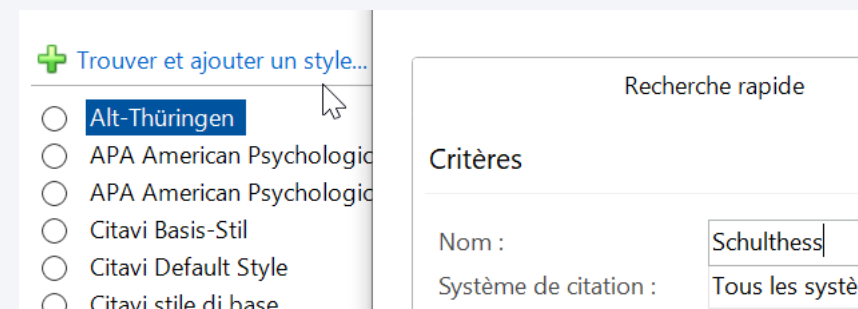 Trouver et ajouter un style...
Alt-Thüringen
APA American Psychologic
APA American Psychologic
Citavi Basis-Stil
Citavi Default Style
Citavi stile di base
Recherche rapide
Critères
Nom :
Schulthess
Système de citation :
Tous les systè